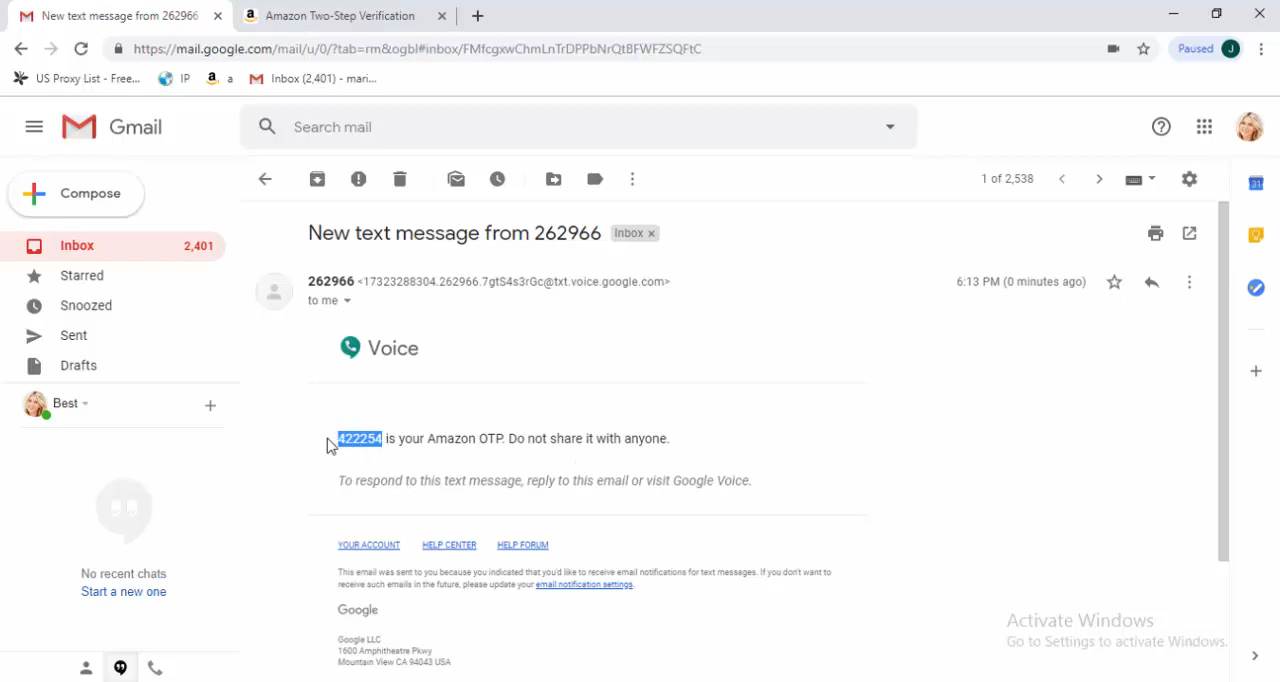 New text message from 262966
Amazon Two-Step Verification
https://mail.google.com/mail/u/0/?tab=rm&ogbl#inbox/FMfcgxwChmLnTrDPPbNrQtBFWFZSQFtC
Paused
J
US Proxy List - Free...
IP
a
Inbox (2,401) - mari...
Gmail
Search mail
Compose
1 of 2,538
Inbox
2,401
Starred
Snoozed
Sent
Drafts
Best
No recent chats
Start a new one
New text message from 262966
Inbox ×
262966 <17323288304.262966.7gtS4s3rGc@txt.voice.google.com>
6:13 PM (0 minutes ago)
to me
Voice
422254 is your Amazon OTP. Do not share it with anyone.
To respond to this text message, reply to this email or visit Google Voice.
YOUR ACCOUNT HELP CENTER HELP FORUM
This email was sent to you because you indicated that you'd like to receive email notifications for text messages. If you don't want to
receive such emails in the future, please update your email notification settings.
Google
Google LLC
1600 Amphitheatre Pkwy
Mountain View CA 94043 USA
31
Activate Windows
Go to Settings to activate Windows.